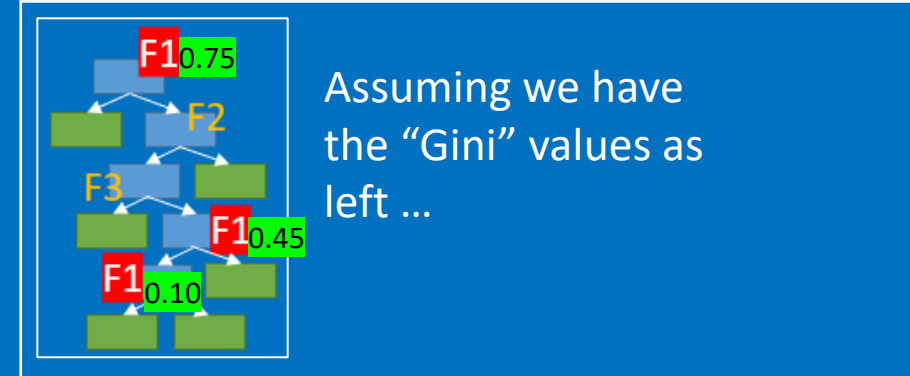 F1 0.75
F2
F3
F1 0.45
F1 0.10
Assuming we have
the “Gini” values as
left …